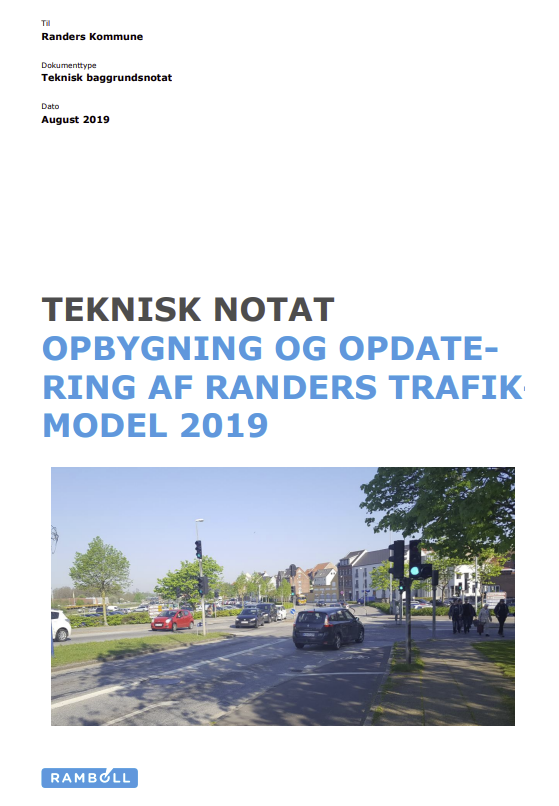 Til
Randers Kommune
Dokumenttype
Teknisk baggrundsnotat
Dato
August 2019
TEKNISK NOTAT
OPBYGNING OG OPDATE-
RING AF RANDERS TRAFIK-
MODEL 2019
RAMBOLL